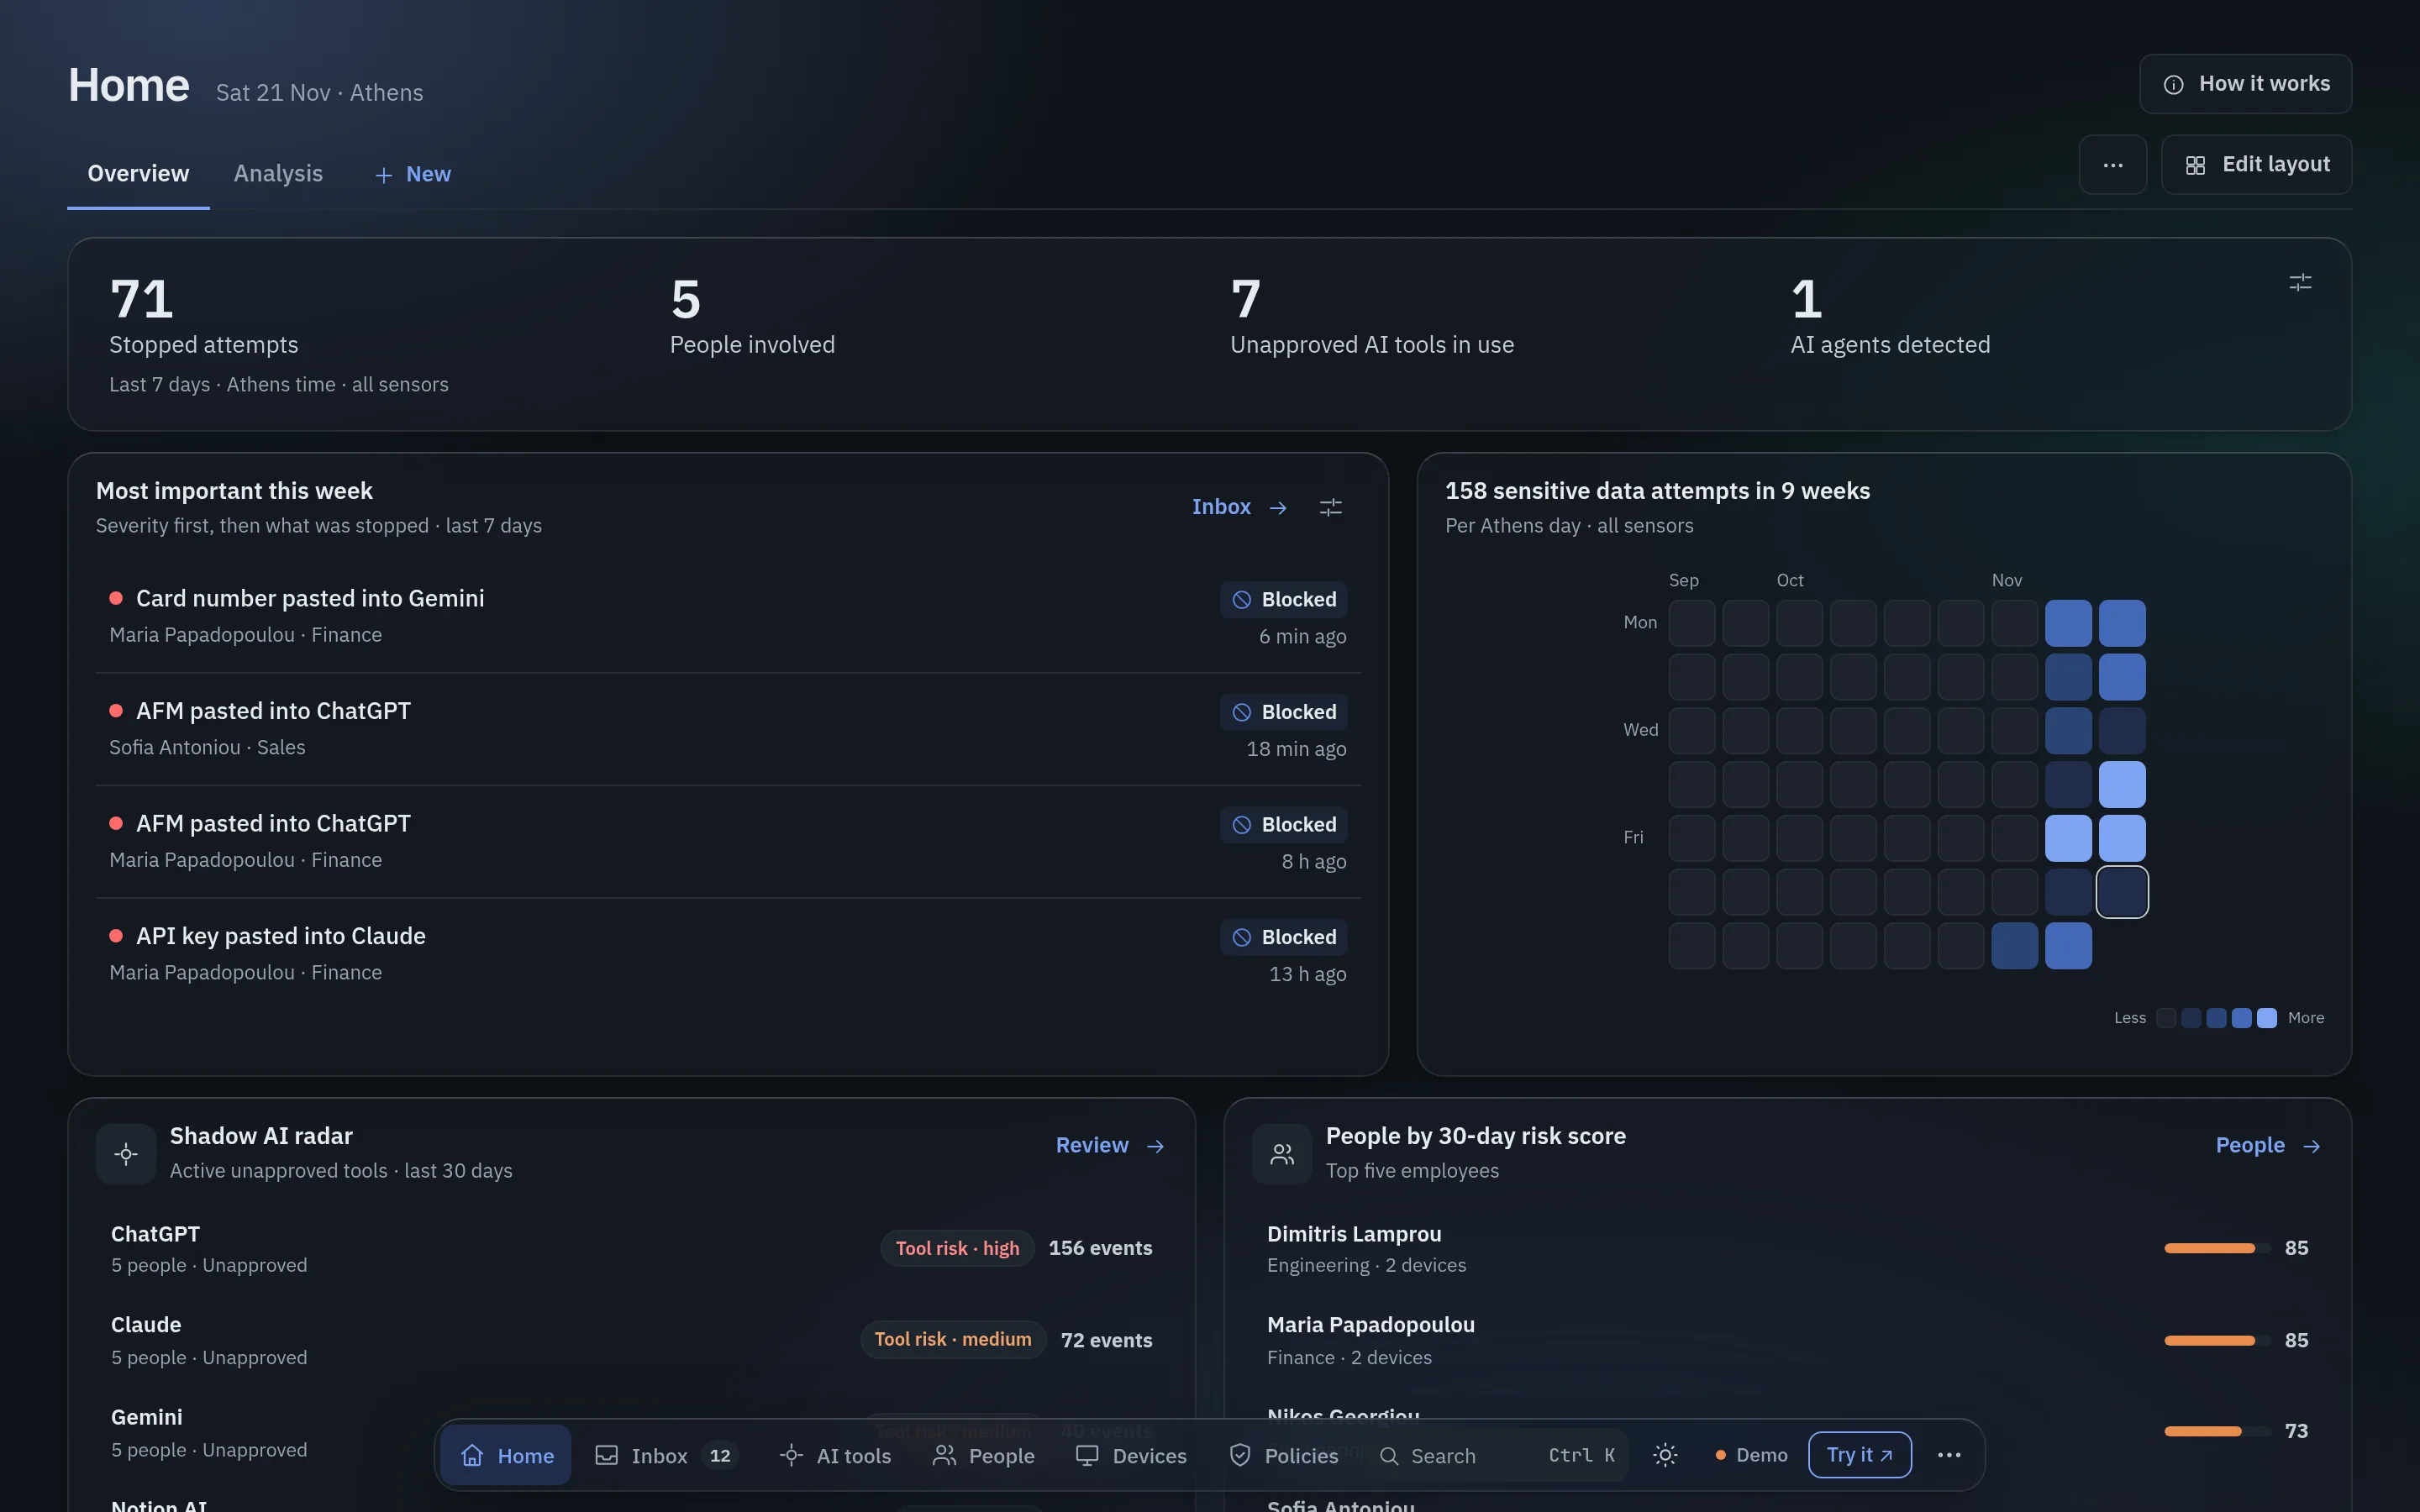 Home
Sat 21 Nov · Athens
How it works
Overview
Analysis
+ New
Edit layout
71
Stopped attempts
Last 7 days · Athens time · all sensors
5
People involved
7
Unapproved AI tools in use
1
AI agents detected
Most important this week
Severity first, then what was stopped · last 7 days
Inbox →
Card number pasted into Gemini
Maria Papadopoulou · Finance
Blocked
6 min ago
AFM pasted into ChatGPT
Sofia Antoniou · Sales
Blocked
18 min ago
AFM pasted into ChatGPT
Maria Papadopoulou · Finance
Blocked
8 h ago
API key pasted into Claude
Maria Papadopoulou · Finance
Blocked
13 h ago
158 sensitive data attempts in 9 weeks
Per Athens day · all sensors
Sep Oct Nov
Mon
Wed
Fri
Less More
Shadow AI radar
Active unapproved tools · last 30 days
Review →
ChatGPT
5 people · Unapproved
Tool risk · high
156 events
Claude
5 people · Unapproved
Tool risk · medium
72 events
Gemini
5 people · Unapproved
Tool risk · medium
40 events
Notion AI
People by 30-day risk score
Top five employees
People →
Dimitris Lamprou
Engineering · 2 devices
85
Maria Papadopoulou
Finance · 2 devices
85
Nikos Georgiou
73
Sofia Antoniou
Home
Inbox 12
AI tools
People
Devices
Policies
Search Ctrl K
Demo
Try it ↗